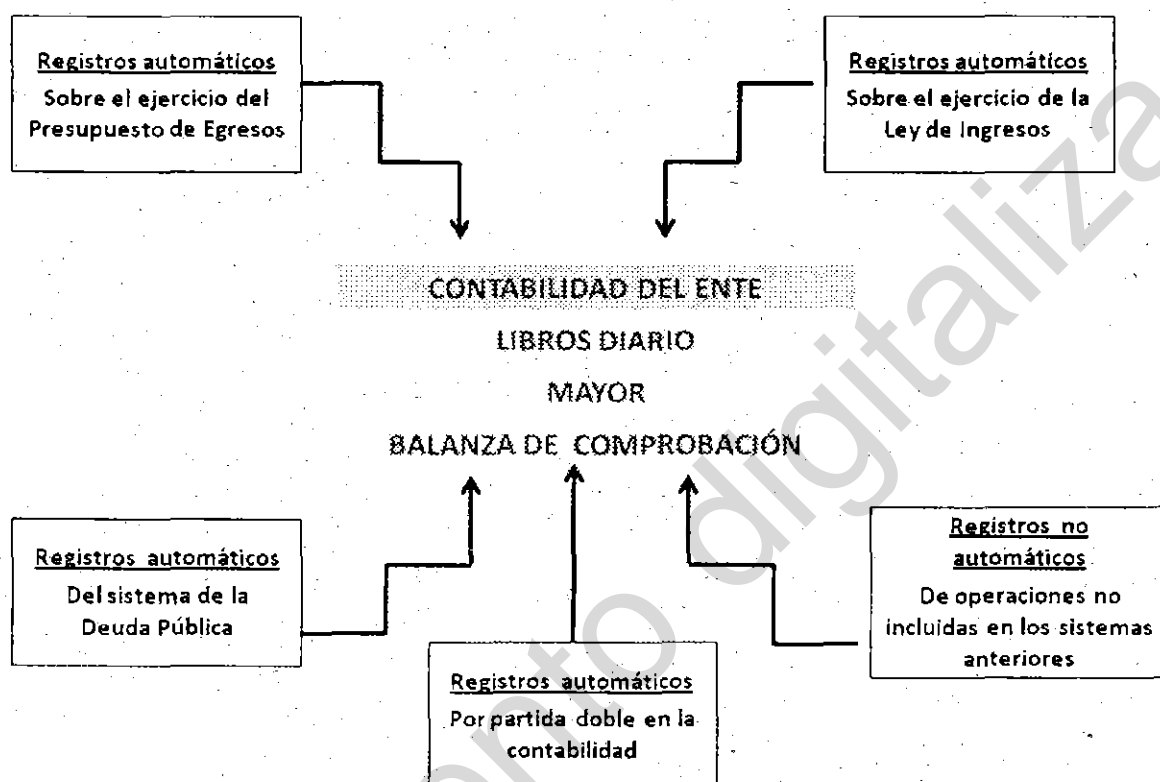 Registros automáticos
Sobre el ejercicio del
Presupuesto de Egresos
Registros automáticos
Sobre el ejercicio de la
Ley de Ingresos
CONTABILIDAD DEL ENTE
LIBROS DIARIO
MAYOR
BALANZA DE COMPROBACIÓN
Registros automáticos
Del sistema de la
Deuda Pública
Registros automáticos
Por partida doble en la
contabilidad
Registros no
automáticos
De operaciones no
incluidas en los sistemas
anteriores